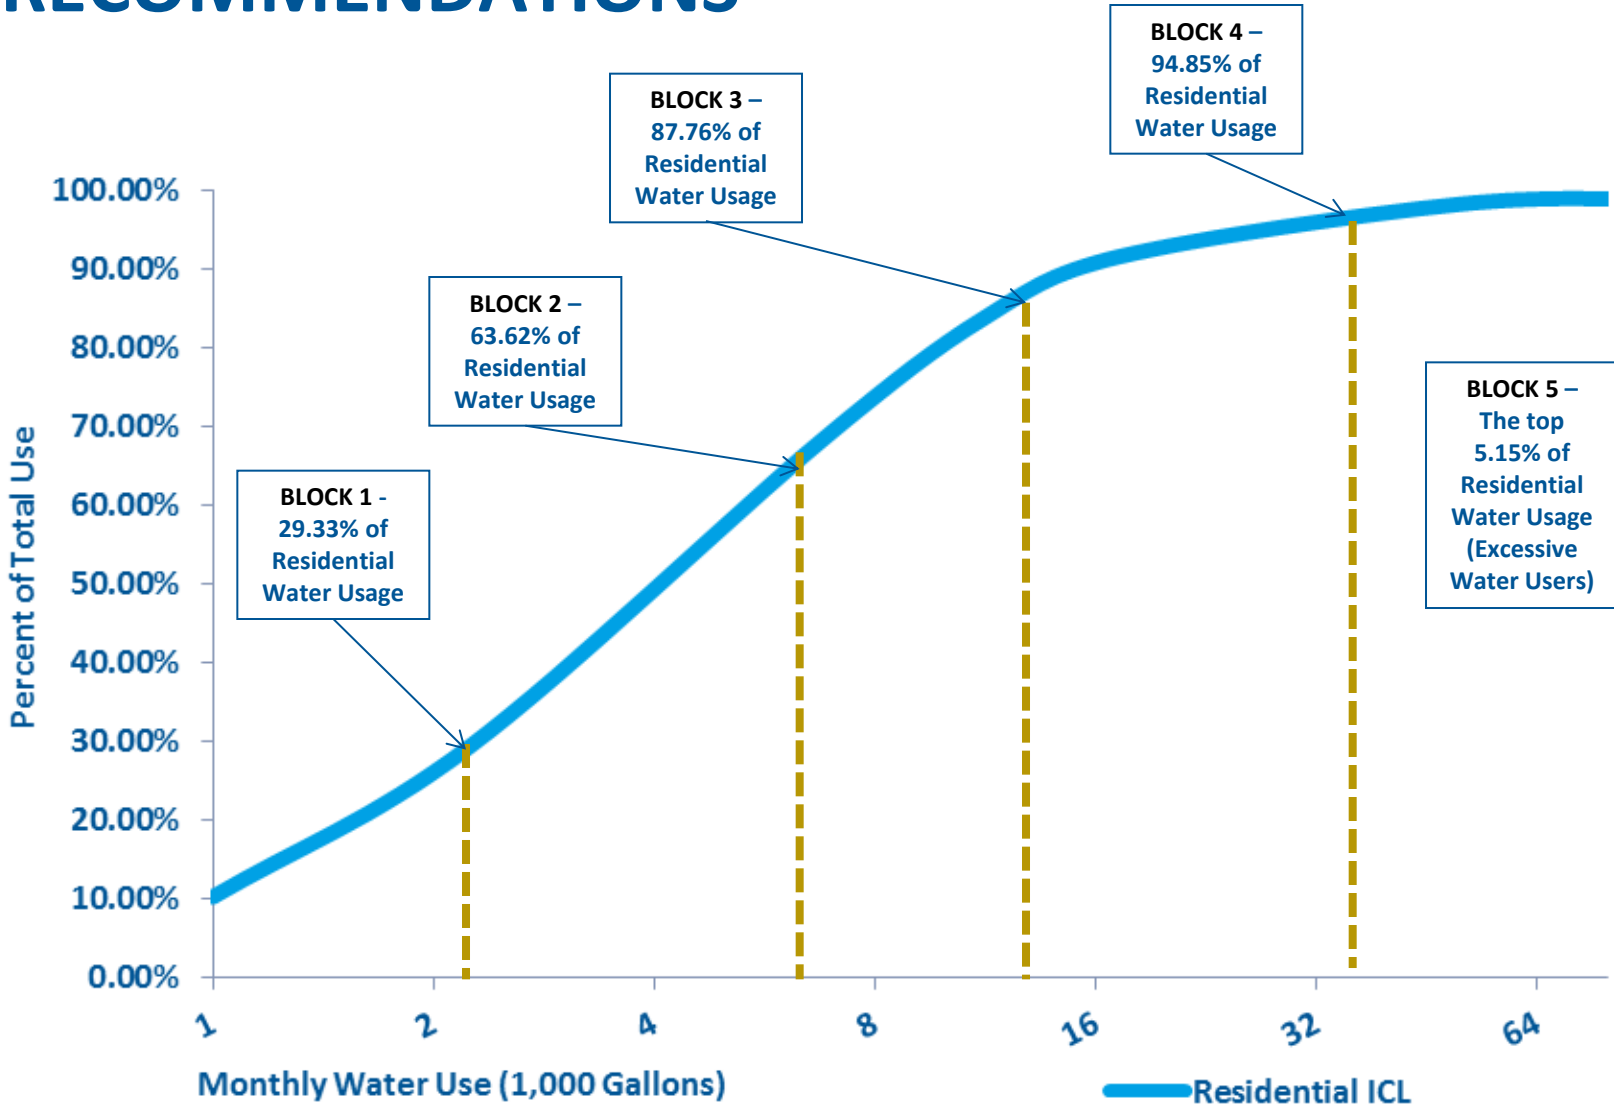 RECOMMENDATIONS
BLOCK 4 –
94.85% of
Residential
Water Usage
BLOCK 3 –
87.76% of
Residential
Water Usage
BLOCK 2 –
63.62% of
Residential
Water Usage
BLOCK 1 -
29.33% of
Residential
Water Usage
BLOCK 5 –
The top
5.15% of
Residential
Water Usage
(Excessive
Water Users)
Percent of Total Use
100.00%
90.00%
80.00%
70.00%
60.00%
50.00%
40.00%
30.00%
20.00%
10.00%
0.00%
1 2 4 8 16 32 64
Monthly Water Use (1,000 Gallons)
Residential ICL